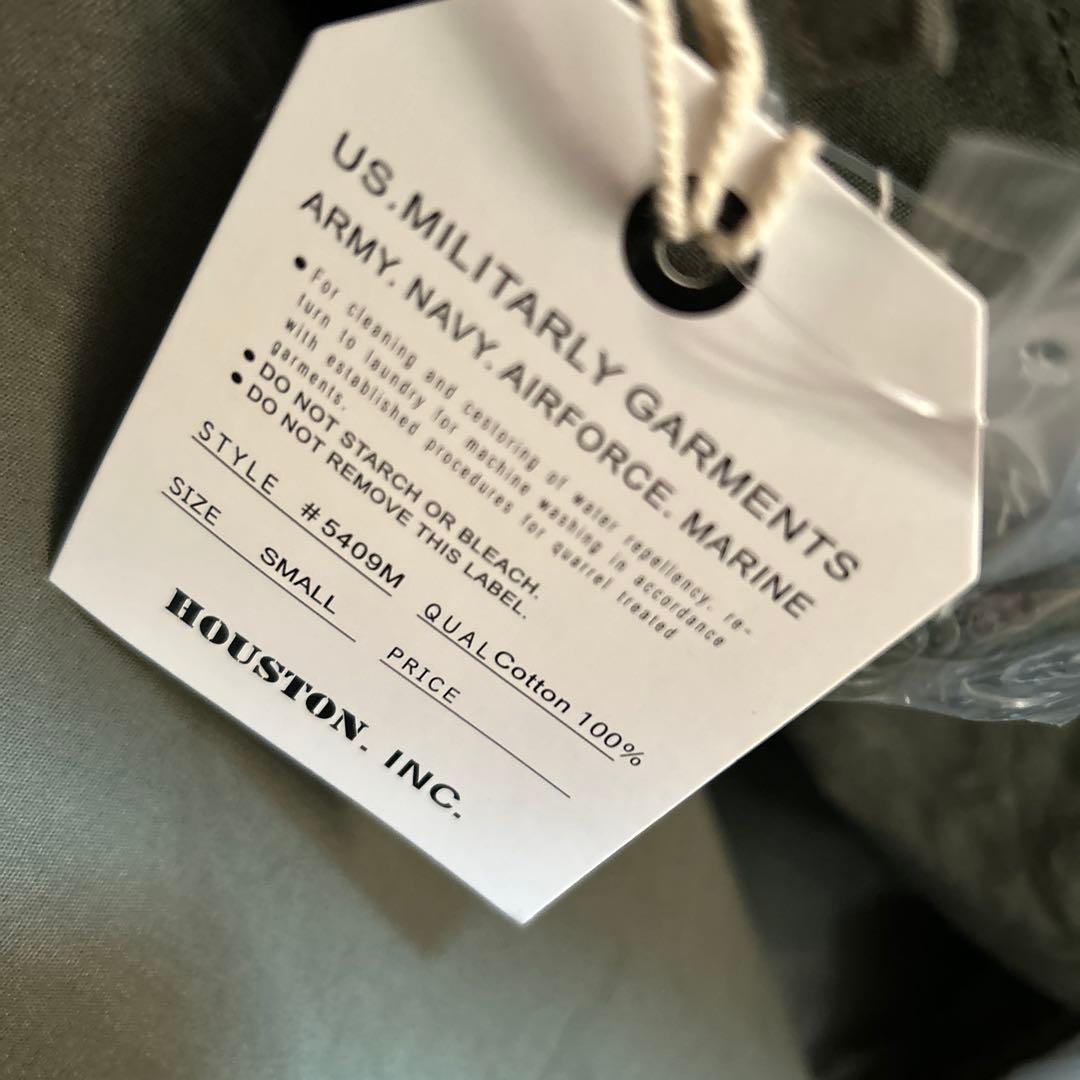 US.MILITARLY GARMENTS
ARMY. NAVY. AIRFORCE. MARINE
• For cleaning and cestoring of water repellency. re-
turn to laundry for machine washing in accordance
with established procedures for quarrel treated
garments.
• DO NOT STARCH OR BLEACH.
• DO NOT REMOVE THIS LABEL.
STYLE #5409M QUAL Cotton 100%
SIZE SMALL PRICE
HOUSTON. INC.